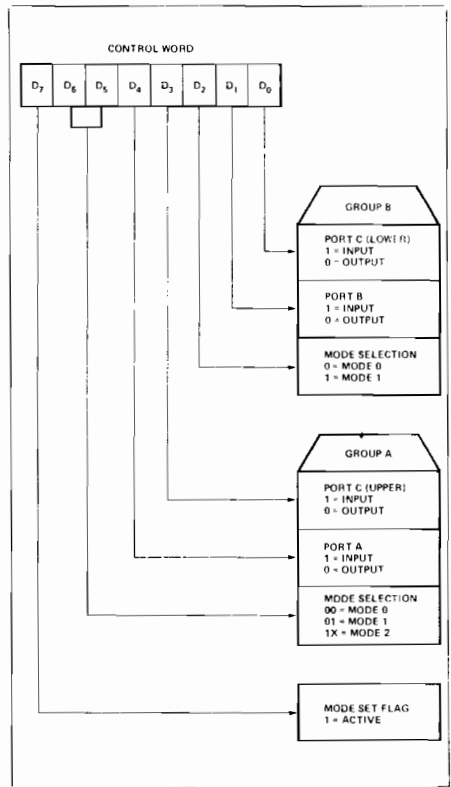 CONTROL WORD
D7 D6 D5 D4 D3 D2 D1 D0
GROUP B
PORT C (LOWER)
1 = INPUT
0 = OUTPUT
PORT B
1 = INPUT
0 = OUTPUT
MODE SELECTION
0 = MODE 0
1 = MODE 1
GROUP A
PORT C (UPPER)
1 = INPUT
0 = OUTPUT
PORT A
1 = INPUT
0 = OUTPUT
MODE SELECTION
00 = MODE 0
01 = MODE 1
1X = MODE 2
MODE SET FLAG
1 = ACTIVE